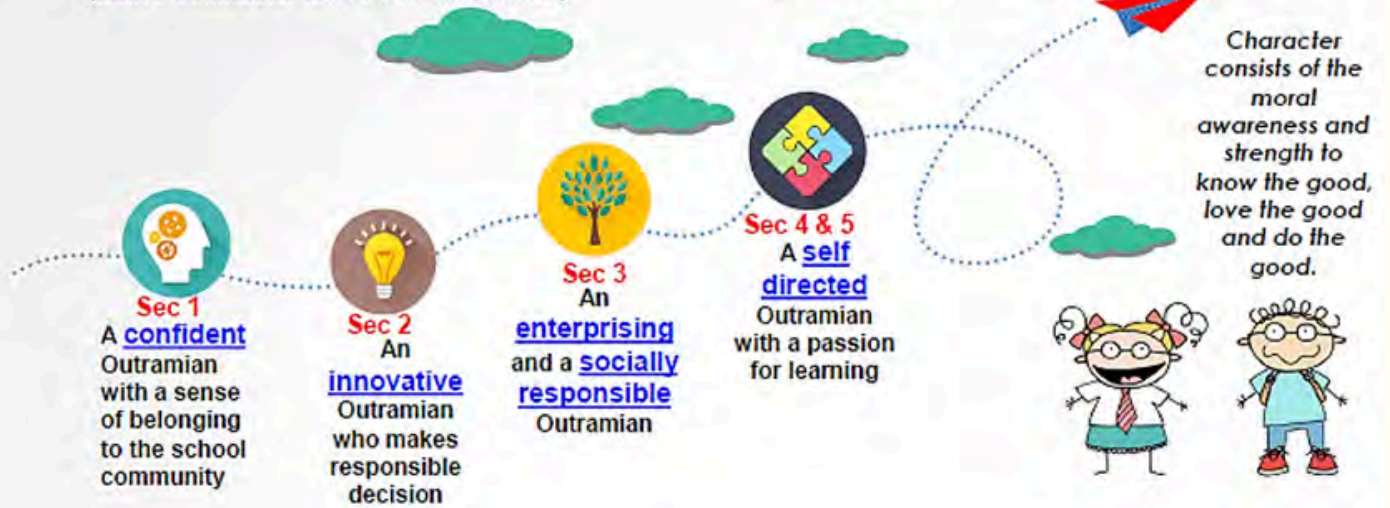 Sec 1
A confident
Outramian
with a sense
of belonging
to the school
community
Sec 2
An
innovative
Outramian
who makes
responsible
decision
Sec 3
An
enterprising
and a socially
responsible
Outramian
Sec 4 & 5
A self
directed
Outramian
with a passion
for learning
Character
consists of the
moral
awareness and
strength to
know the good,
love the good
and do the
good.